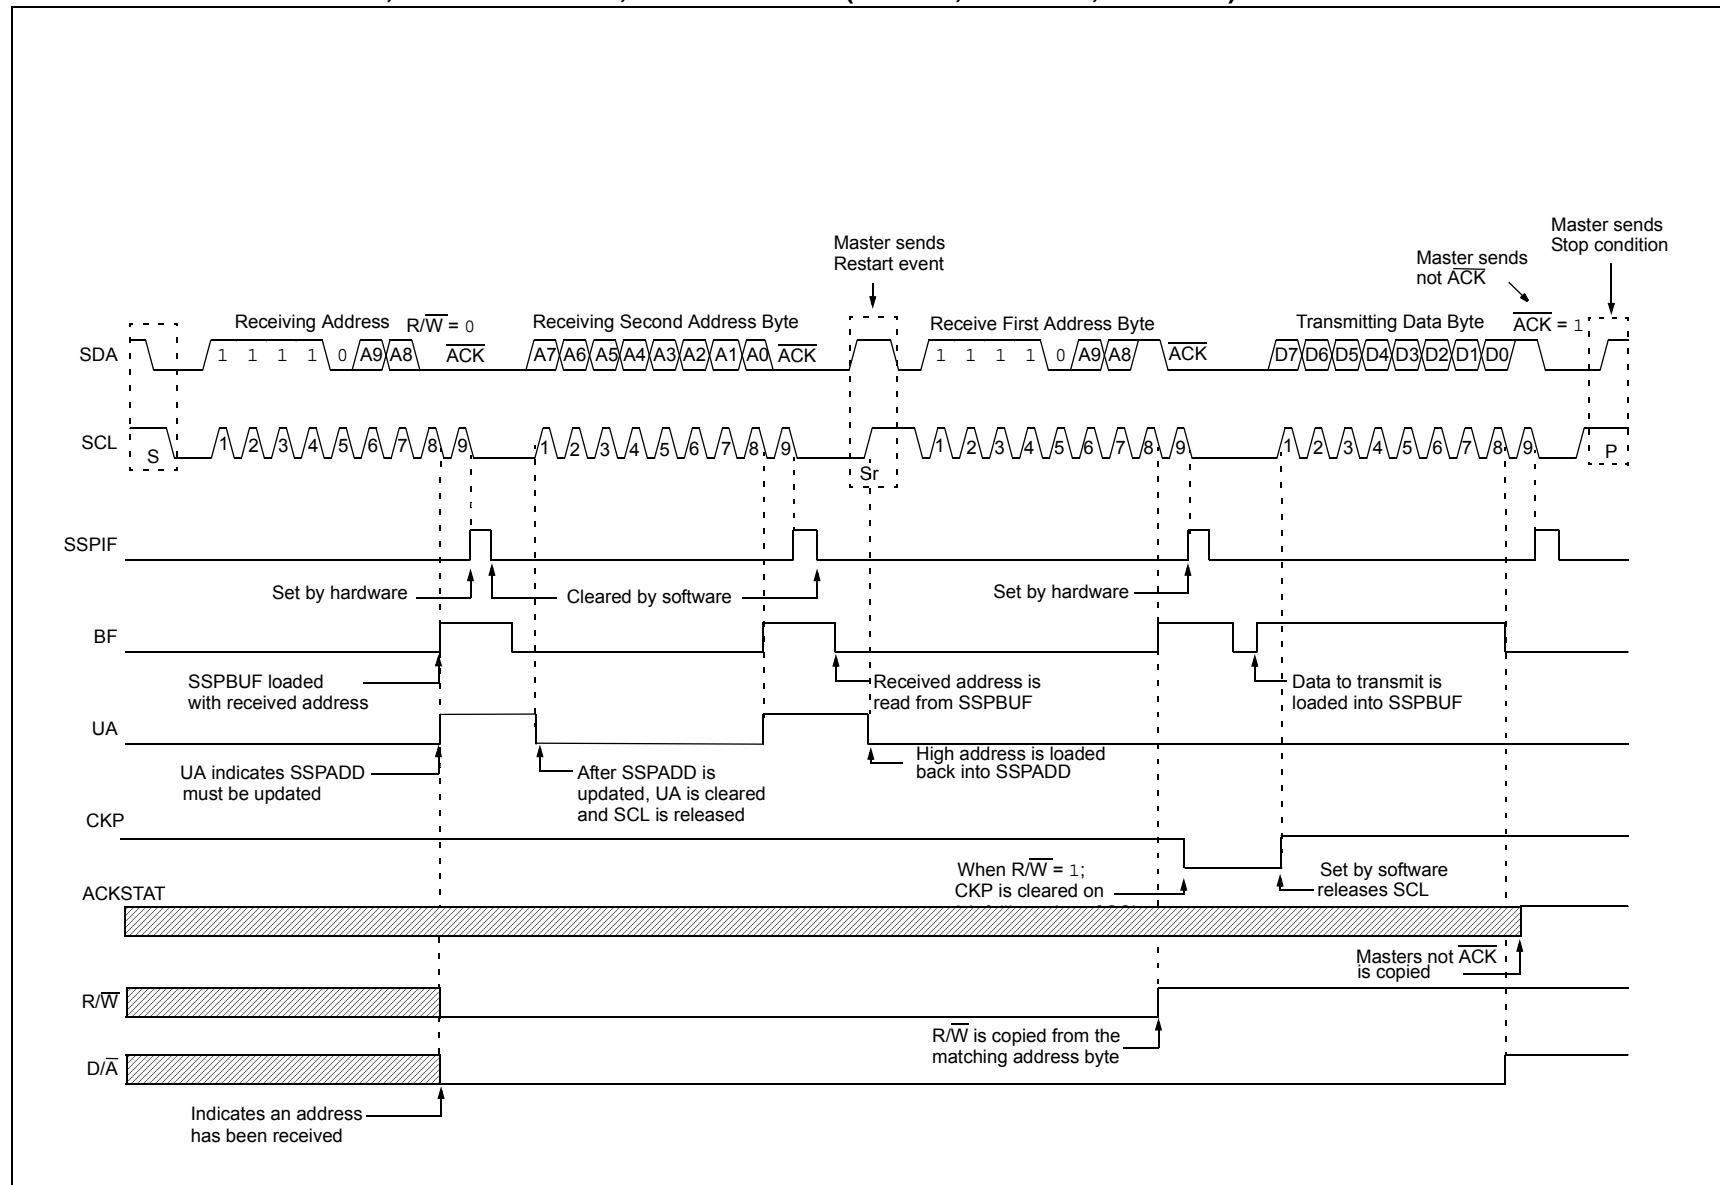 Master sends
Stop condition
Master sends
Restart event
Master sends
not ACK
Receiving Address R/W = 0
Receiving Second Address Byte
Receive First Address Byte
Transmitting Data Byte
ACK = 1
SDA
1 1 1 1 0 A9 A8 ACK
A7 A6 A5 A4 A3 A2 A1 A0 ACK
1 1 1 1 0 A9 A8 ACK
D7 D6 D5 D4 D3 D2 D1 D0
SCL
S
1 2 3 4 5 6 7 8 9
1 2 3 4 5 6 7 8 9
Sr
1 2 3 4 5 6 7 8 9
1 2 3 4 5 6 7 8 9
P
SSPIF
Set by hardware
Cleared by software
Set by hardware
BF
SSPBUF loaded
with received address
Received address is
read from SSPBUF
Data to transmit is
loaded into SSPBUF
UA
UA indicates SSPADD
must be updated
After SSPADD is
updated, UA is cleared
and SCL is released
High address is loaded
back into SSPADD
CKP
When R/W = 1;
CKP is cleared on
Set by software
releases SCL
ACKSTAT
Masters not ACK
is copied
R/W
R/W is copied from the
matching address byte
D/A
Indicates an address
has been received